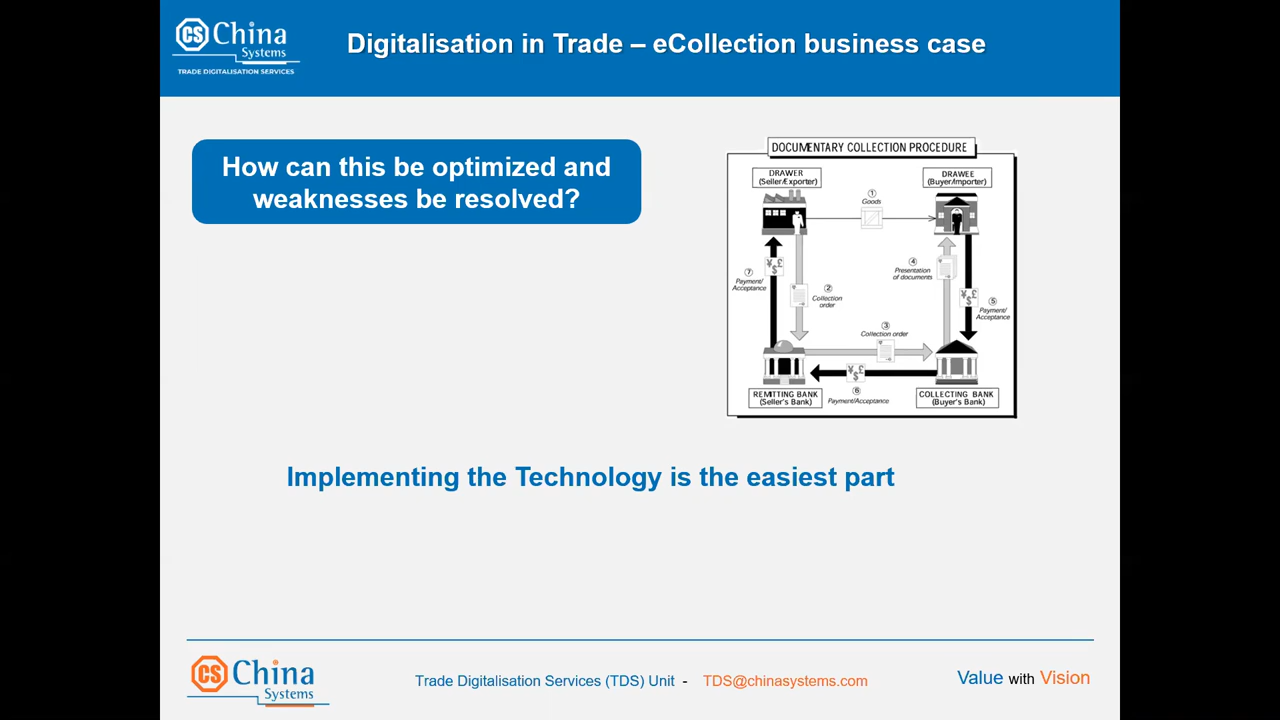 CS China
Systems
TRADE DIGITALISATION SERVICES
Digitalisation in Trade – eCollection business case
How can this be optimized and
weaknesses be resolved?
DOCUMENTARY COLLECTION PROCEDURE
DRAWER
(Seller/Exporter)
DRAWEE
(Buyer/Importer)
1
Goods
7
Payment/
Acceptance
¥ £
$
2
Collection
order
4
Presentation
of documents
¥ £
$
5
Payment/
Acceptance
3
Collection order
¥ £
$
6
Payment/Acceptance
REMITTING BANK
(Seller's Bank)
COLLECTING BANK
(Buyer's Bank)
Implementing the Technology is the easiest part
CS China
Systems
Trade Digitalisation Services (TDS) Unit - TDS@chinasystems.com
Value with Vision